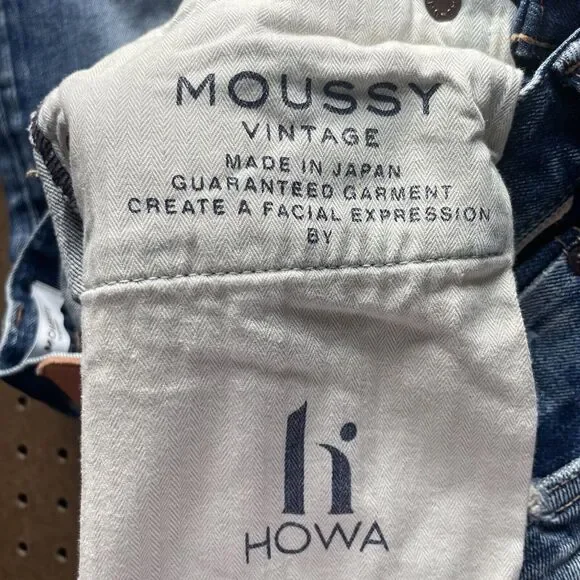 MOUSSY
VINTAGE
MADE IN JAPAN
GUARANTEED GARMENT
CREATE A FACIAL EXPRESSION
BY
HOWA